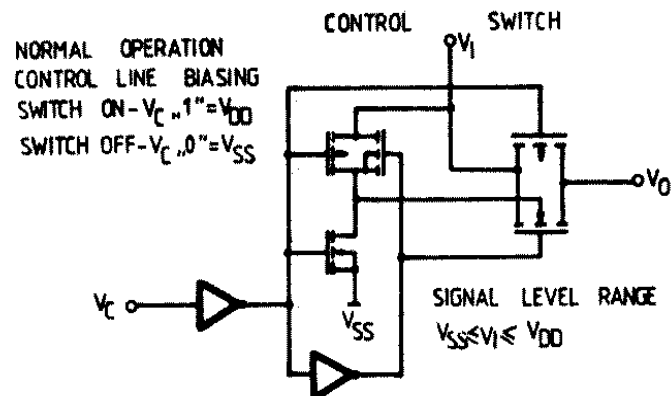 CONTROL SWITCH
NORMAL OPERATION
CONTROL LINE BIASING
SWITCH ON-VC „1”=VDD
SWITCH OFF-VC „0”=VSS
VI
VO
VC
VSS
SIGNAL LEVEL RANGE
VSS≤VI≤ VDD